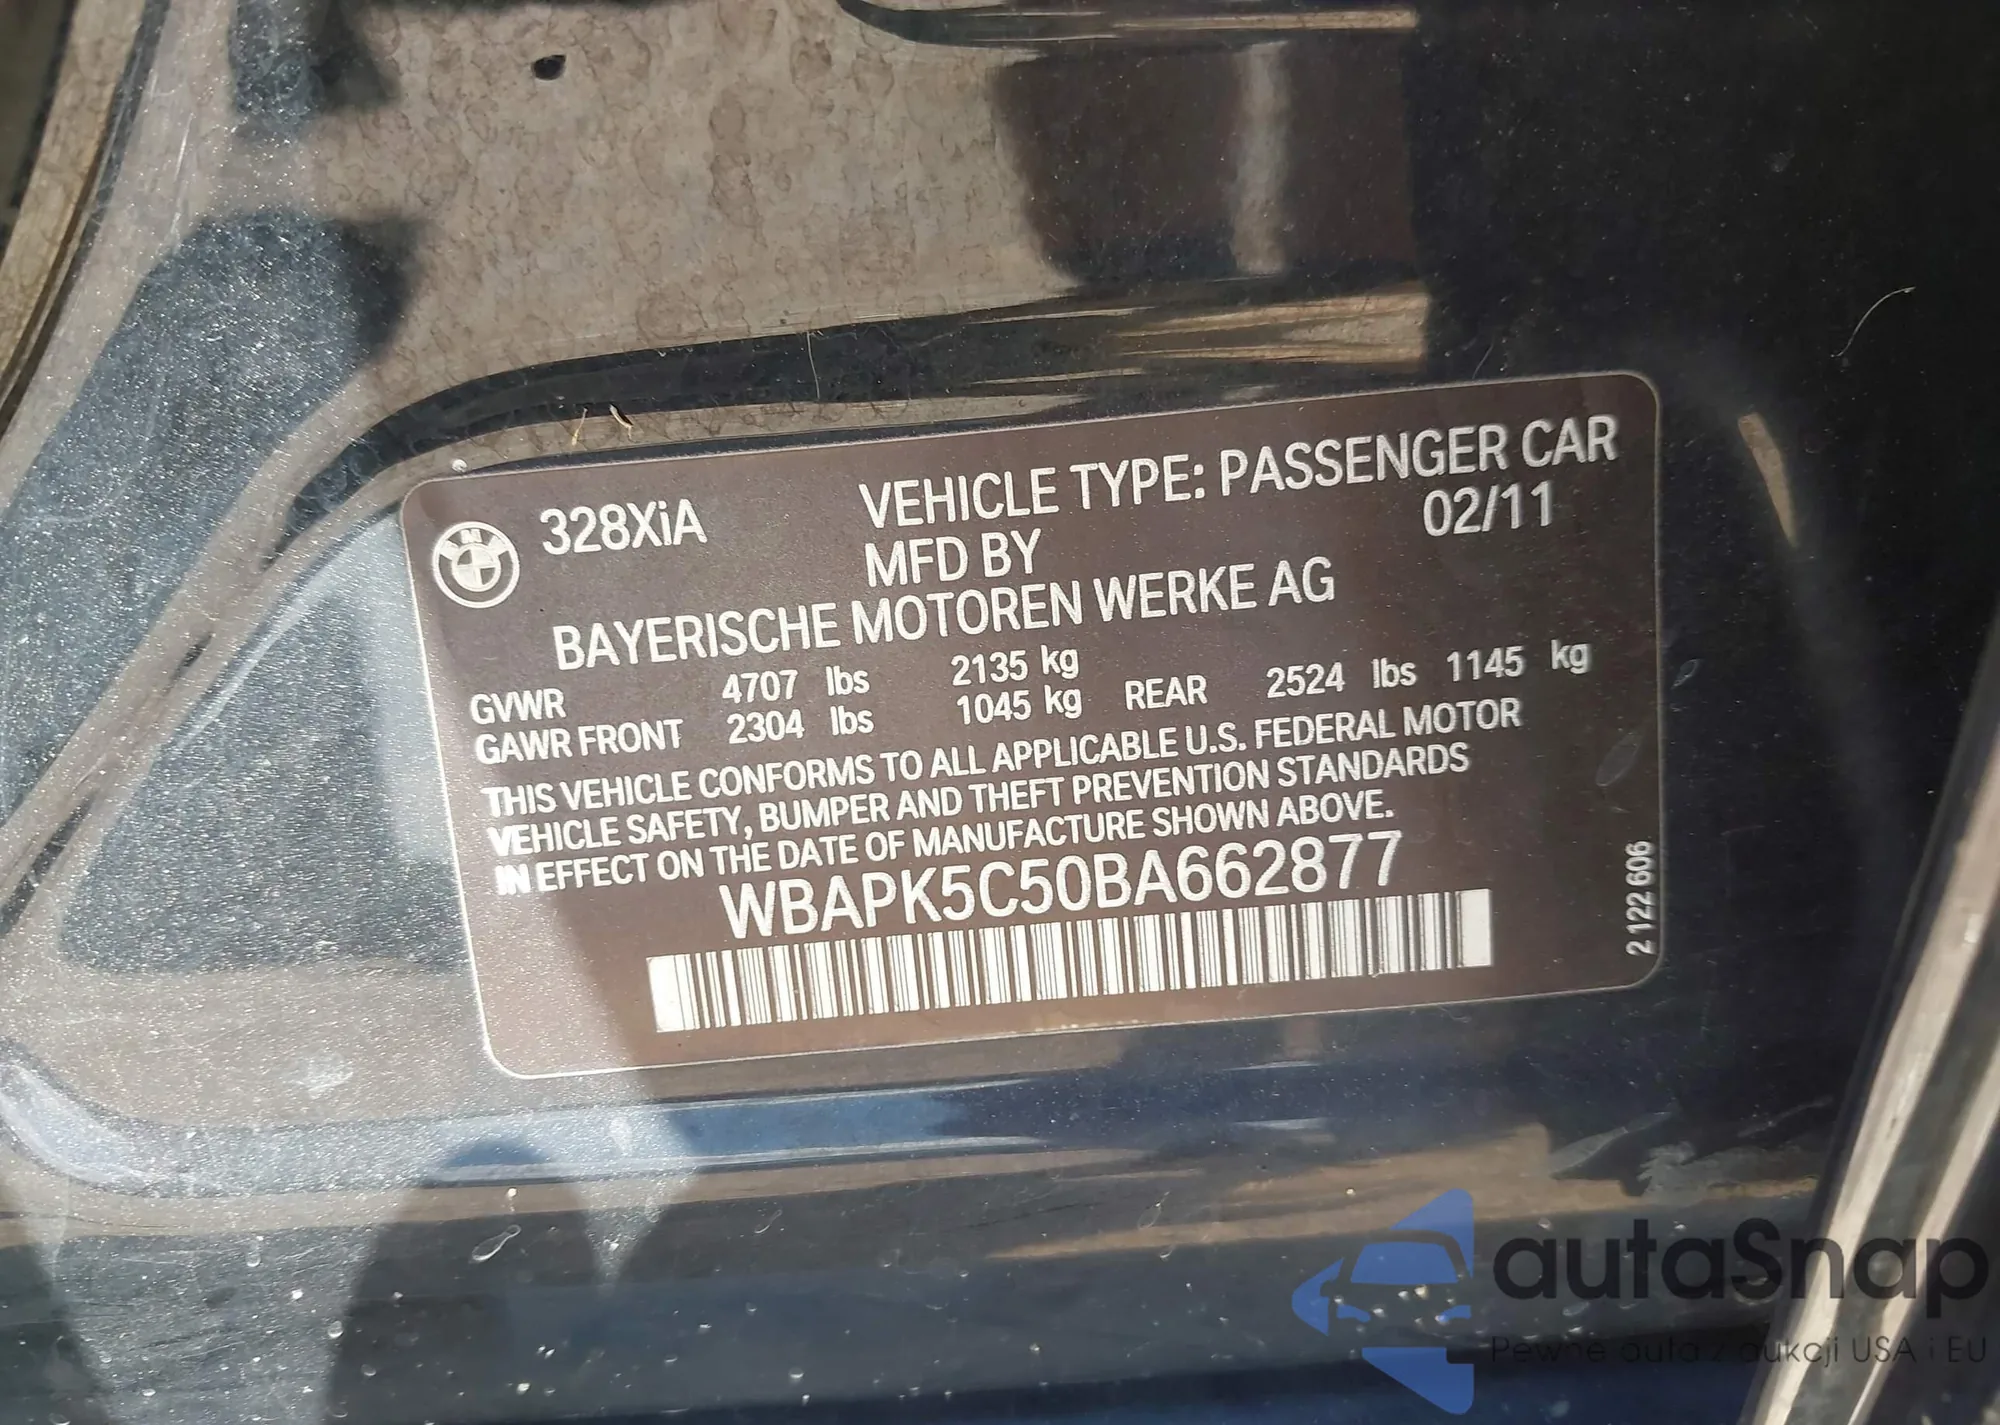 BMW
328XiA
VEHICLE TYPE: PASSENGER CAR
MFD BY 02/11
BAYERISCHE MOTOREN WERKE AG
GVWR 4707 lbs 2135 kg
GAWR FRONT 2304 lbs 1045 kg REAR 2524 lbs 1145 kg
THIS VEHICLE CONFORMS TO ALL APPLICABLE U.S. FEDERAL MOTOR
VEHICLE SAFETY, BUMPER AND THEFT PREVENTION STANDARDS
IN EFFECT ON THE DATE OF MANUFACTURE SHOWN ABOVE.
WBAPK5C50BA662877
2 122 606
autaSnap
Pewne auta z aukcji USA i EU